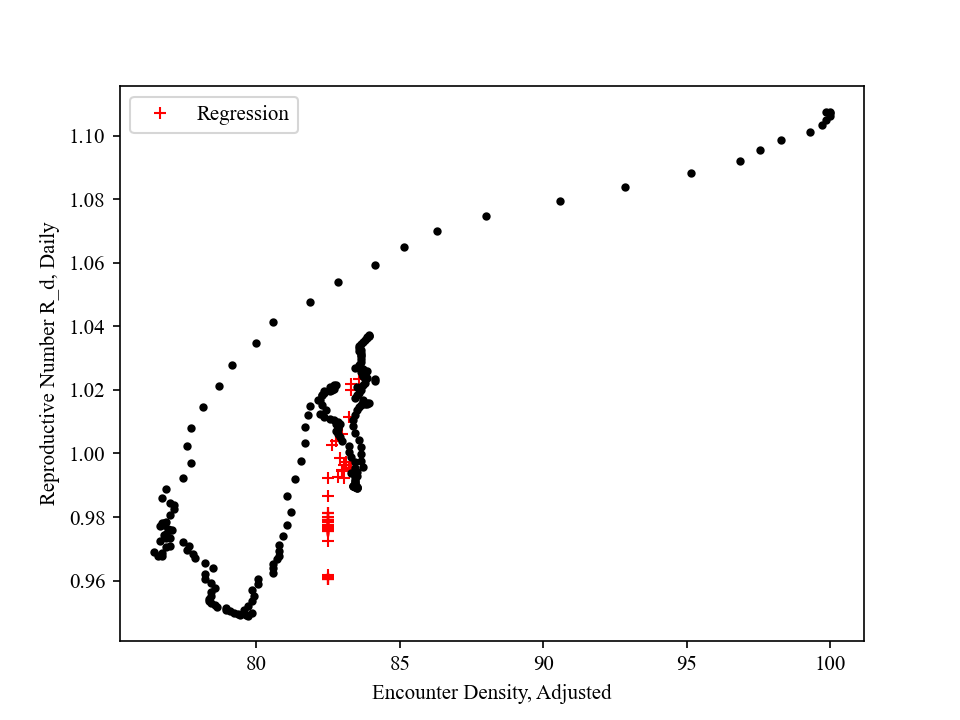 Regression
1.10
1.08
1.06
1.04
1.02
1.00
0.98
0.96
Reproductive Number R_d, Daily
80 85 90 95 100
Encounter Density, Adjusted